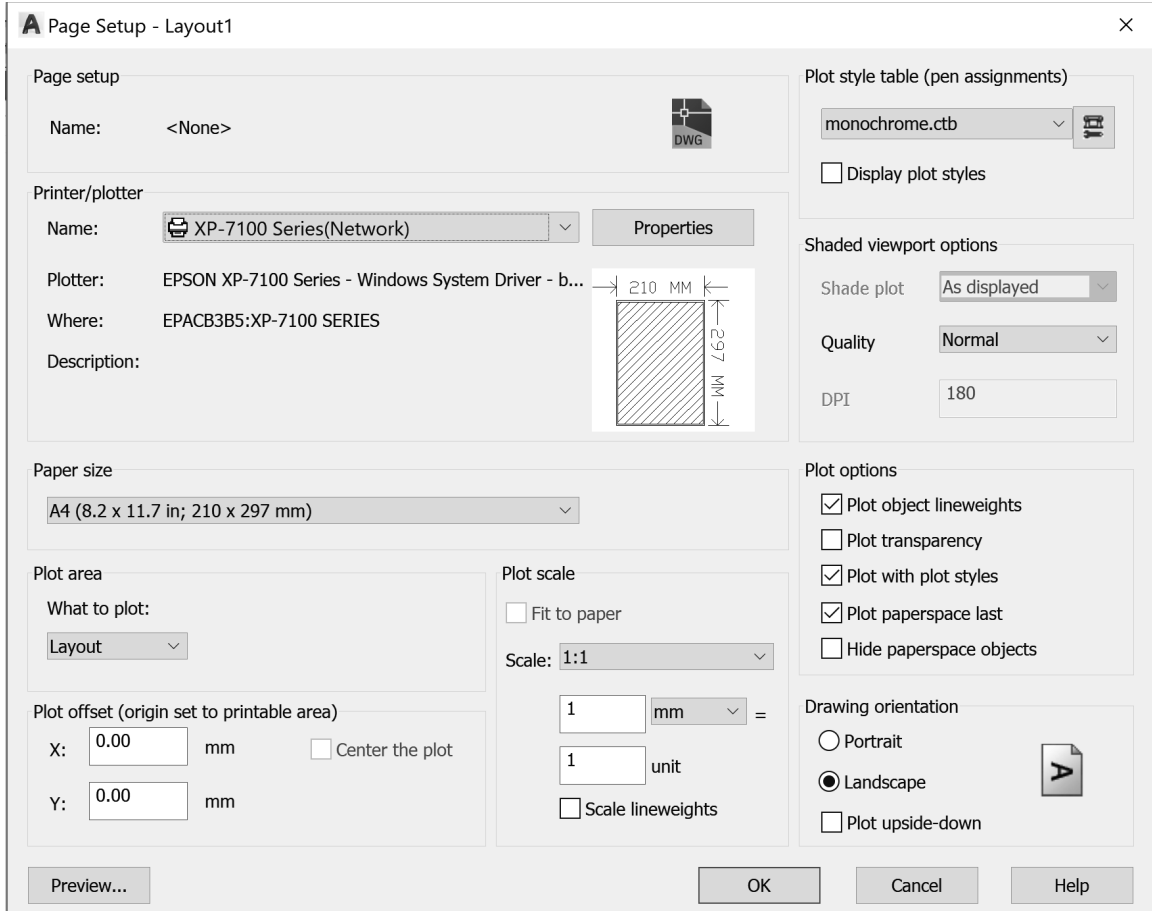 Page Setup - Layout1
Page setup
Name: <None>
DWG
Printer/plotter
Name: XP-7100 Series(Network) Properties
Plotter: EPSON XP-7100 Series - Windows System Driver - b...
Where: EPACB3B5:XP-7100 SERIES
Description:
210 MM
297 MM
Paper size
A4 (8.2 x 11.7 in; 210 x 297 mm)
Plot area
What to plot:
Layout
Plot offset (origin set to printable area)
X: 0.00 mm Center the plot
Y: 0.00 mm
Plot scale
Fit to paper
Scale: 1:1
1 mm =
1 unit
Scale lineweights
Plot style table (pen assignments)
monochrome.ctb
Display plot styles
Shaded viewport options
Shade plot As displayed
Quality Normal
DPI 180
Plot options
Plot object lineweights
Plot transparency
Plot with plot styles
Plot paperspace last
Hide paperspace objects
Drawing orientation
Portrait
Landscape
A
Plot upside-down
Preview... OK Cancel Help